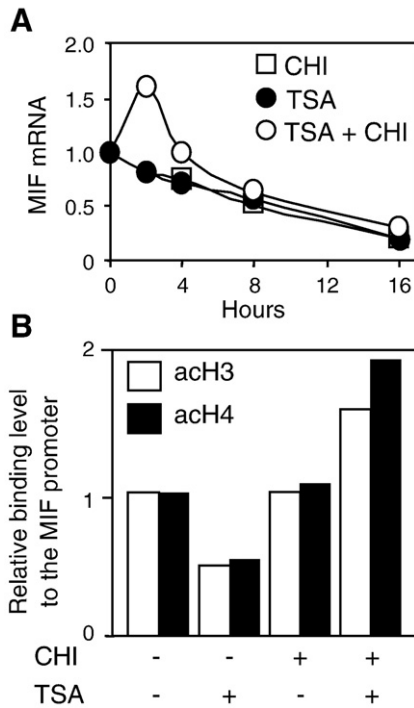 A
2.0
CHI
1.5
TSA
TSA + CHI
1.0
0.5
0
MIF mRNA
0 4 8 12 16
Hours
B
2
acH3
acH4
1
0
Relative binding level
to the MIF promoter
CHI - - + +
TSA - + - +